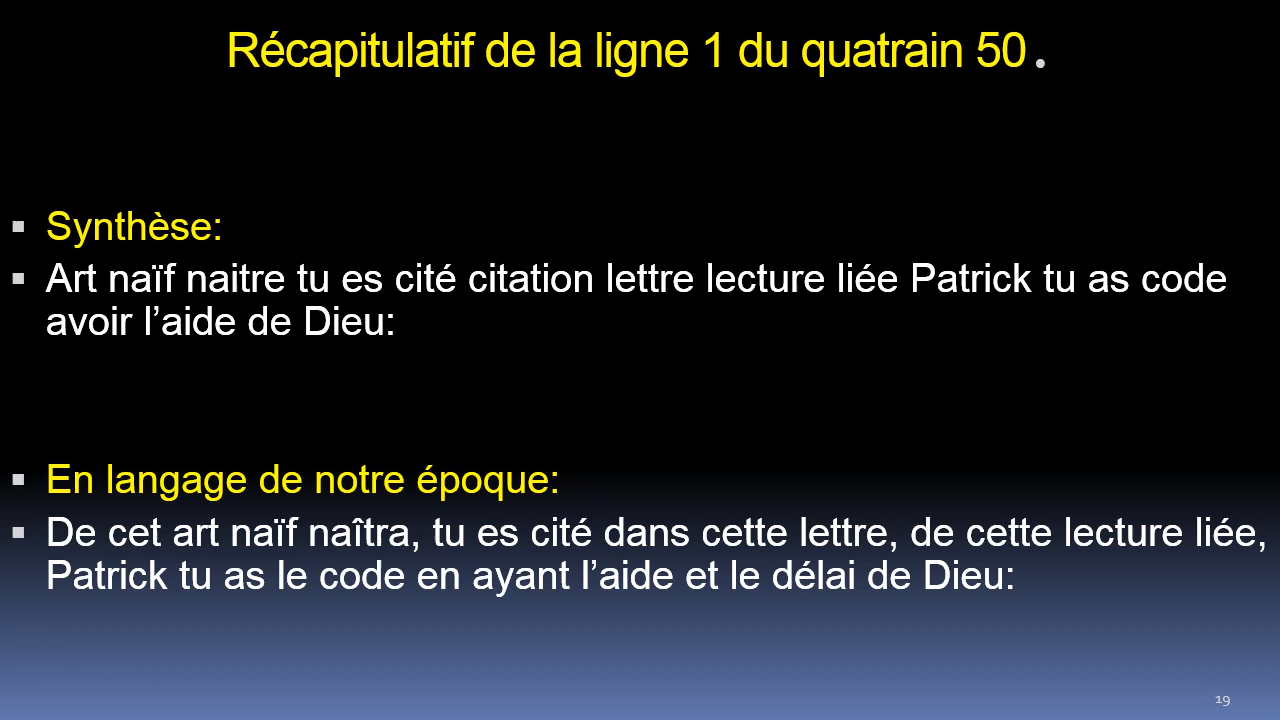 Récapitulatif de la ligne 1 du quatrain 50.
▪ Synthèse:
▪ Art naïf naitre tu es cité citation lettre lecture liée Patrick tu as code
avoir l’aide de Dieu:
▪ En langage de notre époque:
▪ De cet art naïf naîtra, tu es cité dans cette lettre, de cette lecture liée,
Patrick tu as le code en ayant l’aide et le délai de Dieu:
19